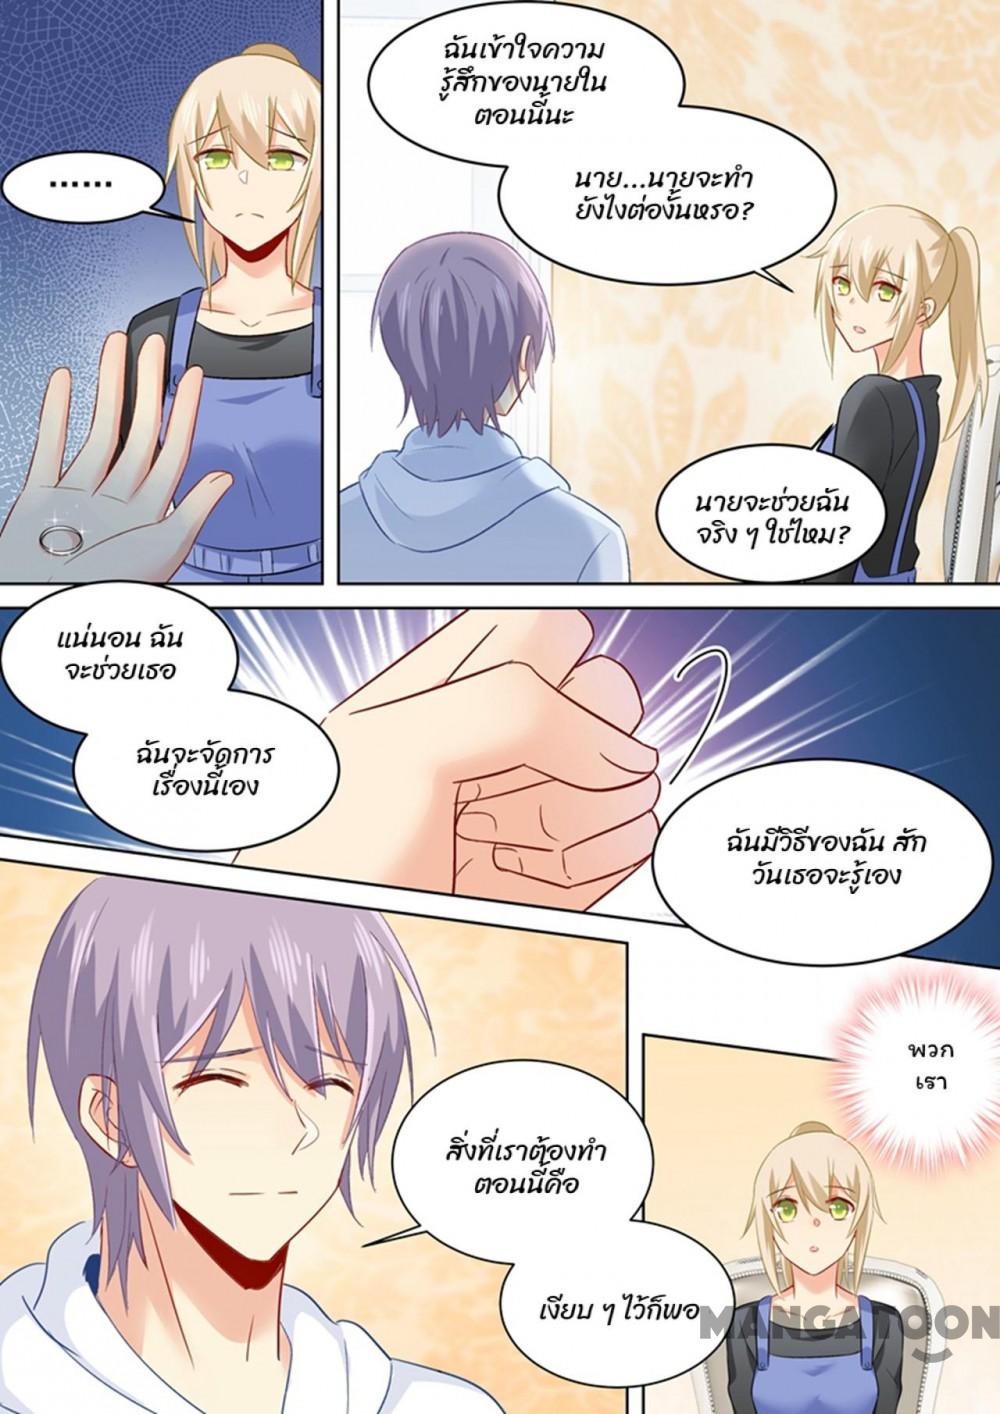 ......
ฉันเข้าใจความ
รู้สึกของนายใน
ตอนนี้นะ
นาย...นายจะทำ
ยังไงต่องั้นหรอ?
นายจะช่วยฉัน
จริง ๆ ใช่ไหม?
แน่นอน ฉัน
จะช่วยเธอ
ฉันจะจัดการ
เรื่องนี้เอง
ฉันมีวิธีของฉัน สัก
วันเธอจะรู้เอง
สิ่งที่เราต้องทำ
ตอนนี้คือ
เงียบ ๆ ไว้ก็พอ
พวก
เรา
MANGATOON